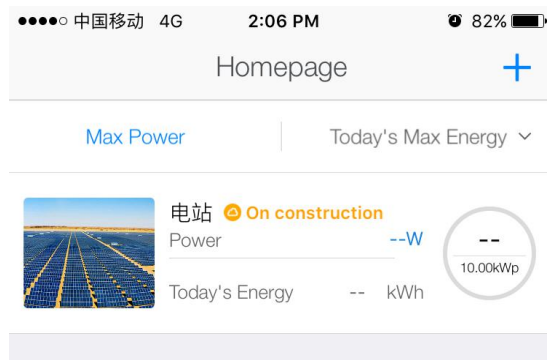 中国移动 4G 2:06 PM 82%
Homepage +
Max Power Today's Max Energy
电站 On construction
Power --W
--
10.00kWp
Today's Energy -- kWh